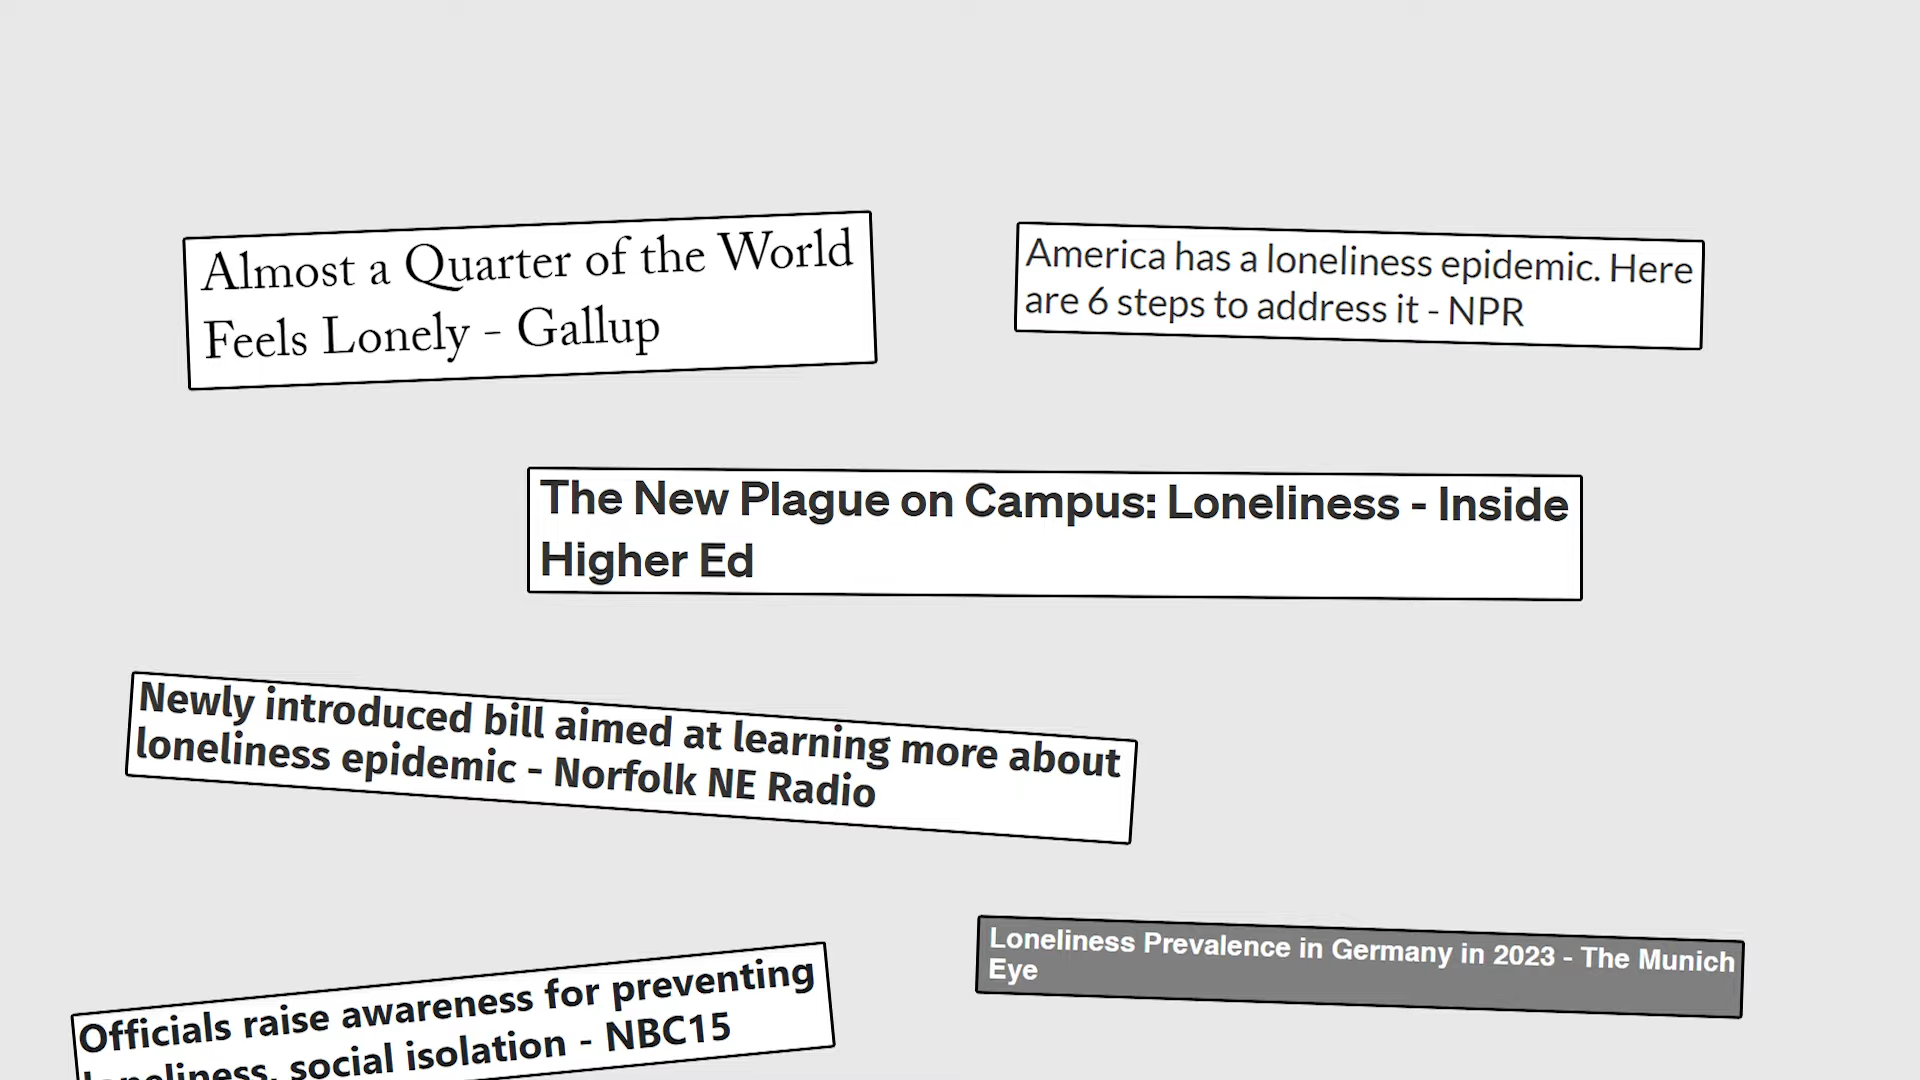 Almost a Quarter of the World
Feels Lonely - Gallup
America has a loneliness epidemic. Here
are 6 steps to address it - NPR
The New Plague on Campus: Loneliness - Inside
Higher Ed
Newly introduced bill aimed at learning more about
loneliness epidemic - Norfolk NE Radio
Loneliness Prevalence in Germany in 2023 - The Munich
Eye
Officials raise awareness for preventing
loneliness, social isolation - NBC15